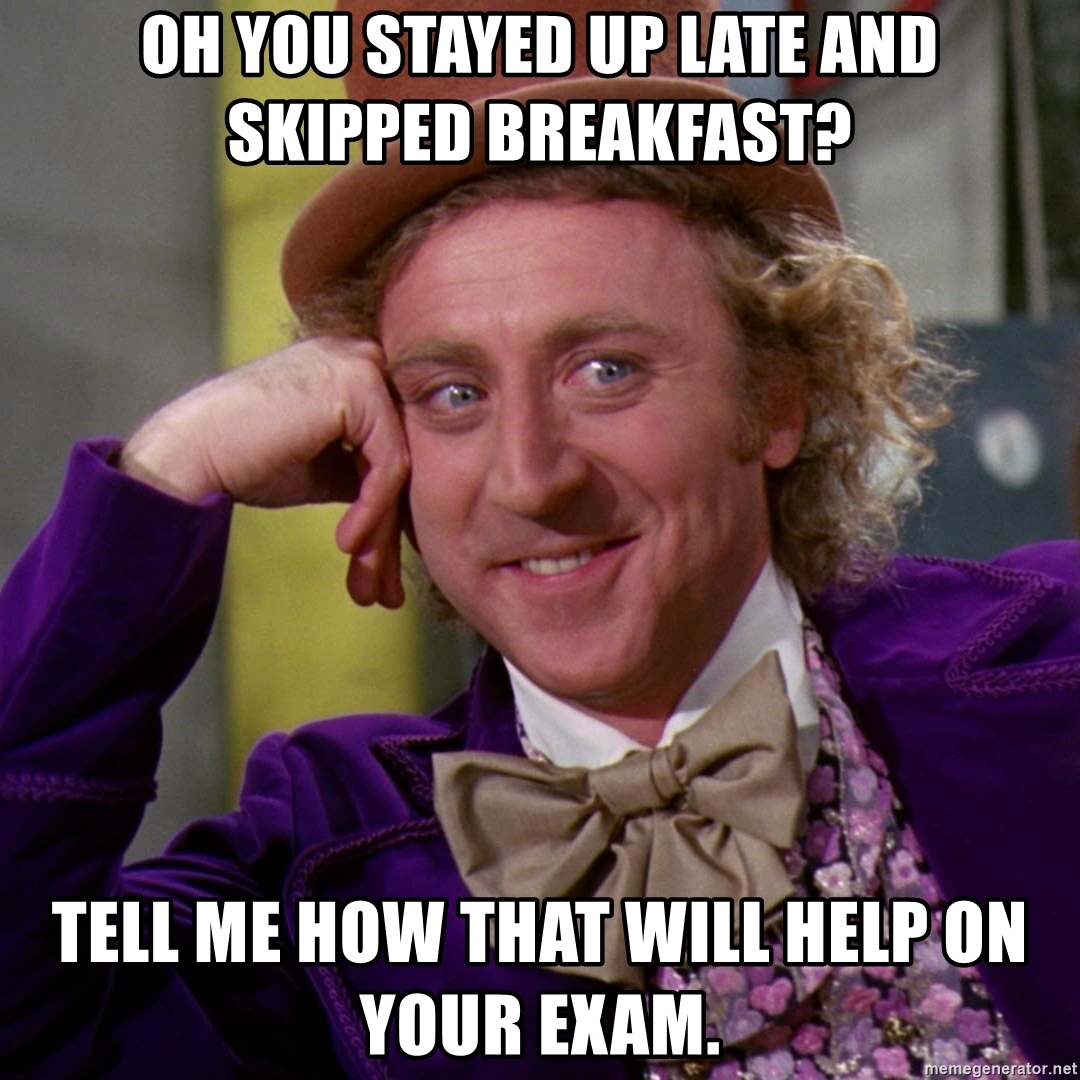 OH YOU STAYED UP LATE AND
SKIPPED BREAKFAST?
TELL ME HOW THAT WILL HELP ON
YOUR EXAM.
memegenerator.net